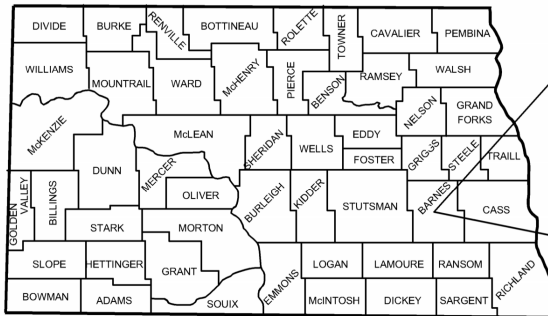 DIVIDE BURKE RENVILLE BOTTINEAU ROLETTE TOWNER CAVALIER PEMBINA
WILLIAMS MOUNTRAIL WARD McHENRY PIERCE BENSON RAMSEY WALSH
McKENZIE McLEAN SHERIDAN WELLS EDDY NELSON GRAND FORKS
DUNN MERCER FOSTER GRIGGS STEELE TRAILL
GOLDEN VALLEY BILLINGS OLIVER BURLEIGH KIDDER STUTSMAN BARNES CASS
STARK MORTON
SLOPE HETTINGER GRANT EMMONS LOGAN LAMOURE RANSOM RICHLAND
BOWMAN ADAMS SOUIX McINTOSH DICKEY SARGENT